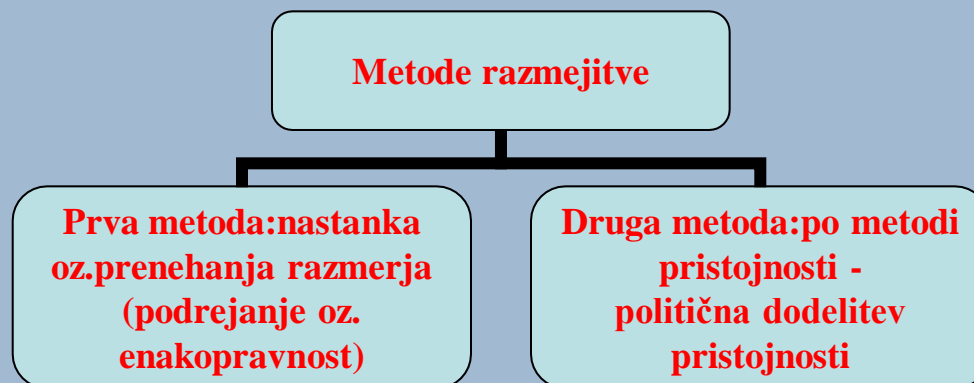 Metode razmejitve
Prva metoda:nastanka
oz.prenehanja razmerja
(podrejanje oz.
enakopravnost)
Druga metoda:po metodi
pristojnosti -
politična dodelitev
pristojnosti